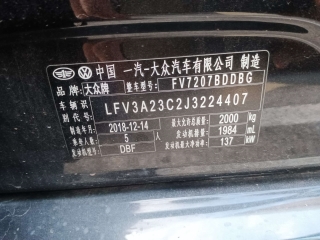 中国 一汽-大众汽车有限公司 制造
品牌 大众牌 整车型号 FV7207BDDBG
车辆识别代号 LFV3A23C2J3224407
制造年月 2018-12-14 最大允许总质量 2000 kg
乘坐人数 5 发动机排量 1984 mL
发动机型号 DBF 发动机最大净功率 137 kW